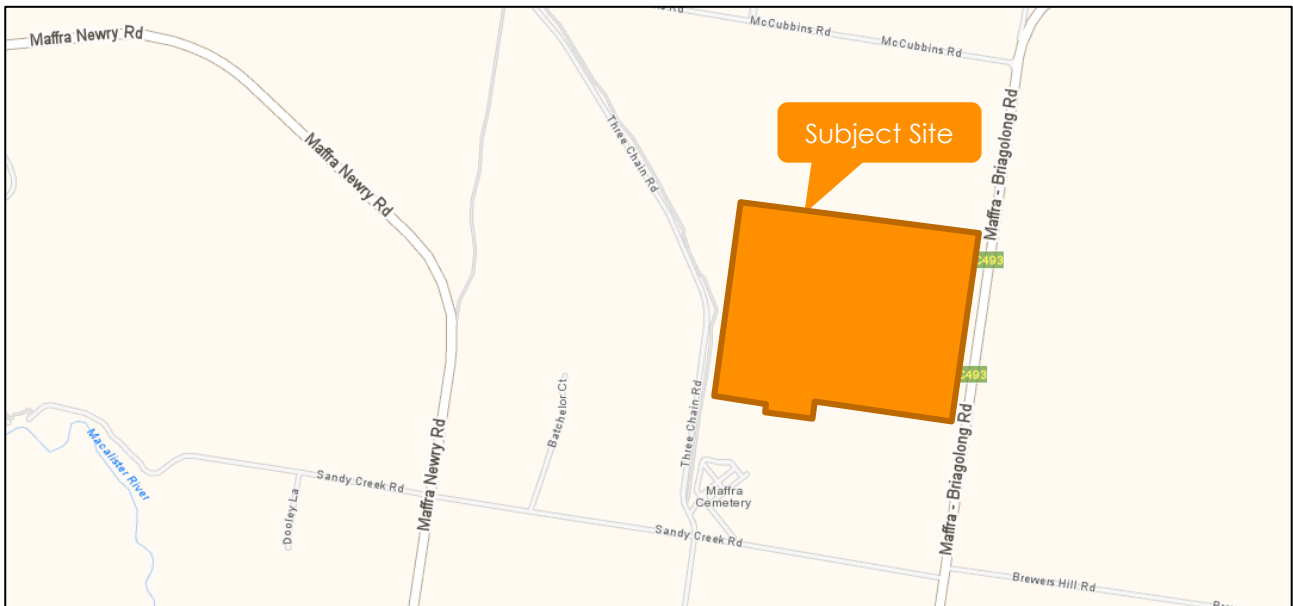 Rd
McCubbins Rd
McCubbins Rd
Maffra Newry Rd
Maffra Newry Rd
Three Chain Rd
Subject Site
Maffra - Briagolong Rd
C493
C493
Batchelor Ct
Three Chain Rd
Maffra - Briagolong Rd
Maffra Newry Rd
Macalister River
Sandy Creek Rd
Dooley La
Maffra
Cemetery
Sandy Creek Rd
Brewers Hill Rd